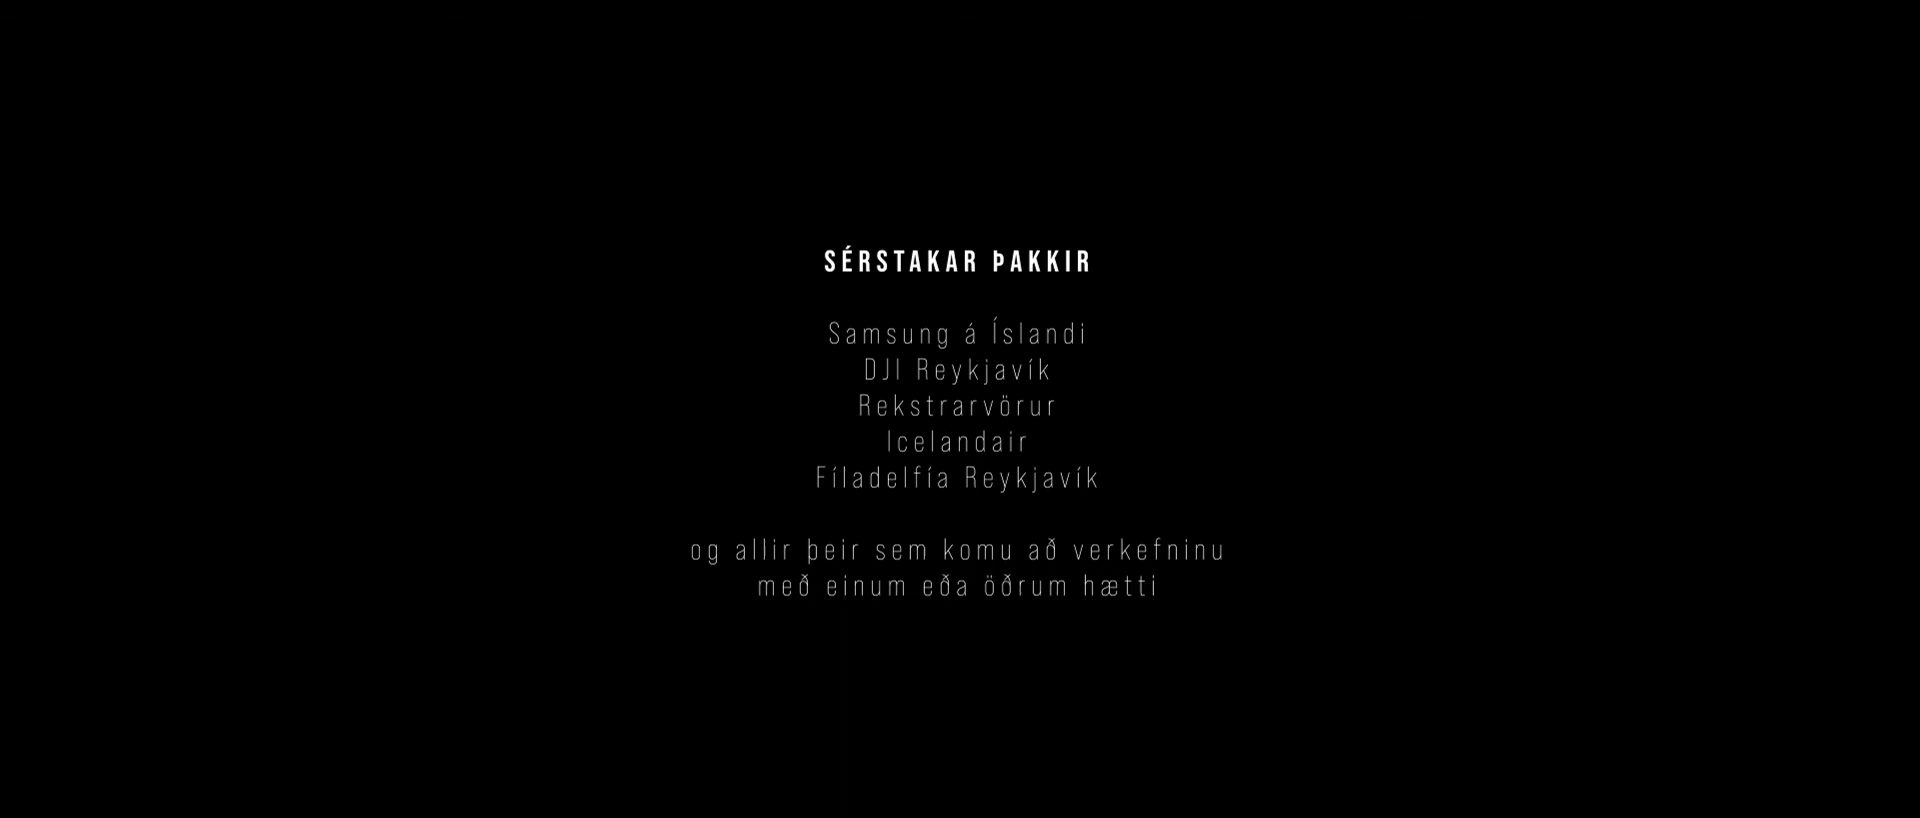 SÉRSTAKAR ÞAKKIR
Samsung á Íslandi
DJI Reykjavík
Rekstrarvörur
Icelandair
Fíladelfía Reykjavík
og allir þeir sem komu að verkefninu
með einum eða öðrum hætti